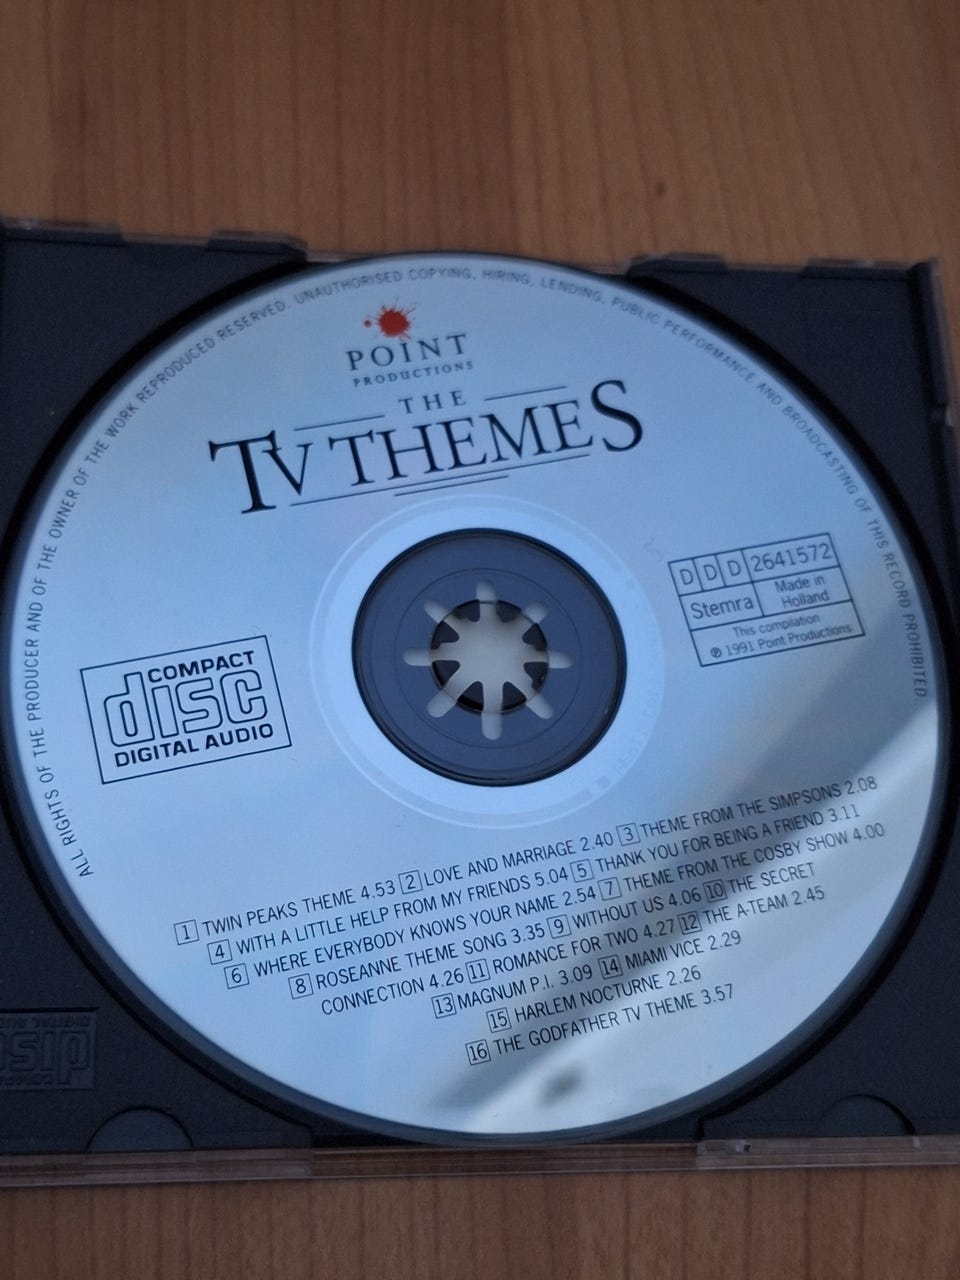 ALL RIGHTS OF THE PRODUCER AND OF THE OWNER OF THE WORK REPRODUCED RESERVED. UNAUTHORISED COPYING, HIRING, LENDING, PUBLIC PERFORMANCE AND BROADCASTING OF THIS RECORD PROHIBITED.
POINT
PRODUCTIONS
THE
TV THEMES
DDD 2641572
Stemra Made in
Holland
This compilation
℗ 1991 Point Productions
COMPACT
disc
DIGITAL AUDIO
1 TWIN PEAKS THEME 4.53 2 LOVE AND MARRIAGE 2.40 3 THEME FROM THE SIMPSONS 2.08
4 WITH A LITTLE HELP FROM MY FRIENDS 5.04 5 THANK YOU FOR BEING A FRIEND 3.11
6 WHERE EVERYBODY KNOWS YOUR NAME 2.54 7 THEME FROM THE COSBY SHOW 4.00
8 ROSEANNE THEME SONG 3.35 9 WITHOUT US 4.06 10 THE SECRET
CONNECTION 4.26 11 ROMANCE FOR TWO 4.27 12 THE A-TEAM 2.45
13 MAGNUM P.I. 3.09 14 MIAMI VICE 2.29
15 HARLEM NOCTURNE 2.26
16 THE GODFATHER TV THEME 3.57